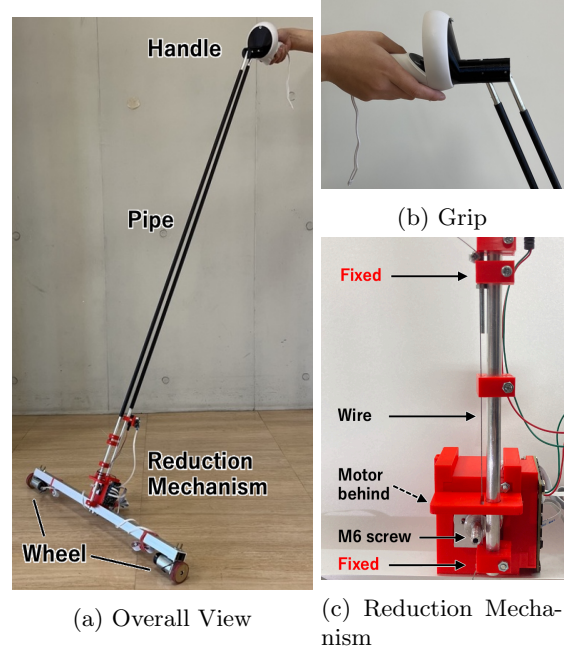 Handle
Pipe
Reduction
Mechanism
Wheel
(a) Overall View
(b) Grip
Fixed
Wire
Motor
behind
M6 screw
Fixed
(c) Reduction Mecha-
nism